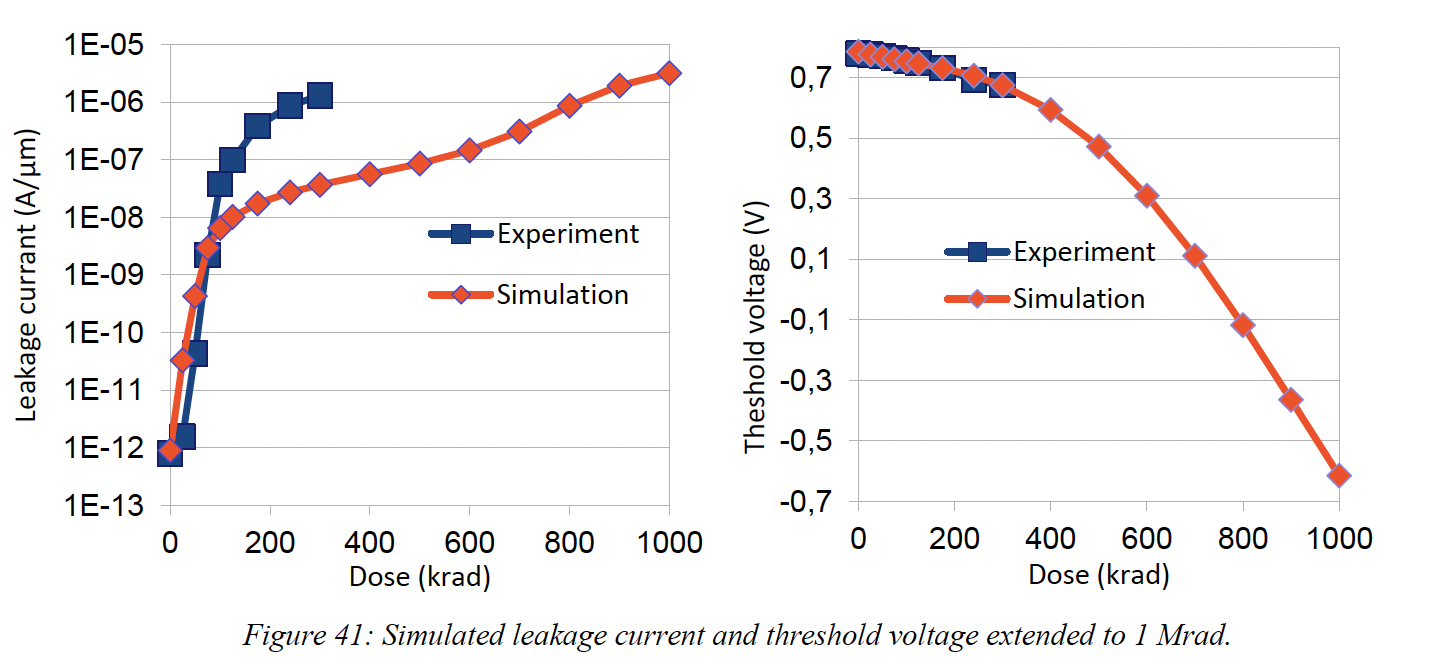 1E-05
1E-06
1E-07
1E-08
1E-09
1E-10
1E-11
1E-12
1E-13
Leakage currant (A/μm)
Experiment
Simulation
0 200 400 600 800 1000
Dose (krad)
0,7
0,5
0,3
0,1
-0,1
-0,3
-0,5
-0,7
Theshold voltage (V)
Experiment
Simulation
0 200 400 600 800 1000
Dose (krad)
Figure 41: Simulated leakage current and threshold voltage extended to 1 Mrad.